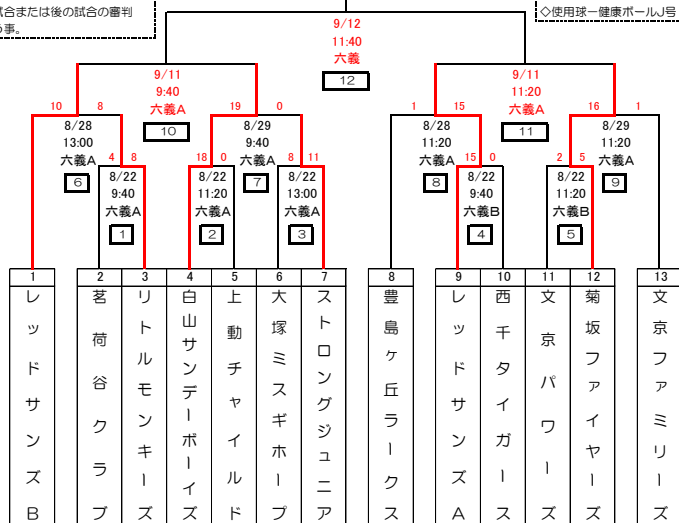 試合または後の試合の審判
う事。
◇使用球ー健康ボールJ号
9/12
11:40
六義
12
9/11
9:40
六義A
10
9/11
11:20
六義A
11
10
8
19
0
1
15
16
1
8/28
13:00
六義A
6
8/29
9:40
六義A
7
8/28
11:20
六義A
8
8/29
11:20
六義A
9
4
8
18
0
8
11
15
0
2
5
8/22
9:40
六義A
1
8/22
11:20
六義A
2
8/22
13:00
六義A
3
8/22
9:40
六義B
4
8/22
11:20
六義B
5
1
レッドサンズB
2
茗荷谷クラブ
3
リトルモンキーズ
4
白山サンデーボーイズ
5
上動チャイルド
6
大塚ミスギホープ
7
ストロングジュニア
8
豊島ヶ丘ラークス
9
レッドサンズA
10
西千タイガース
11
文京パワーズ
12
菊坂ファイヤーズ
13
文京ファミリーズ